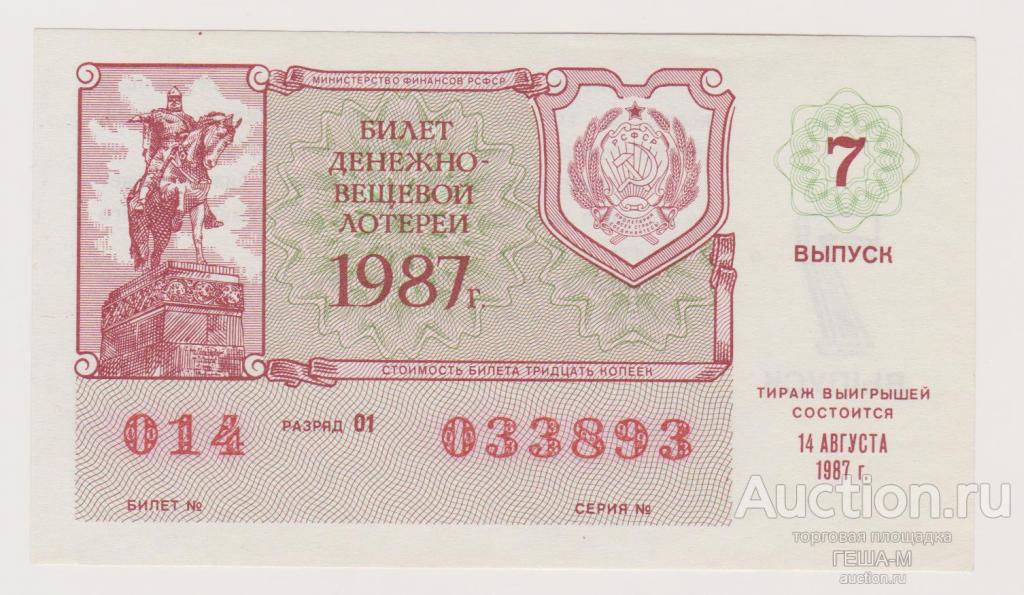 МИНИСТЕРСТВО ФИНАНСОВ РСФСР
БИЛЕТ
ДЕНЕЖНО-
ВЕЩЕВОЙ
ЛОТЕРЕИ
1987г.
РСФСР
7
ВЫПУСК
СТОИМОСТЬ БИЛЕТА ТРИДЦАТЬ КОПЕЕК
014 РАЗРЯД 01 033893
БИЛЕТ № СЕРИЯ №
ТИРАЖ ВЫИГРЫШЕЙ
СОСТОИТСЯ
14 АВГУСТА
1987 г.
Auction.ru
торговая площадка
ГЕША-М
auction.ru